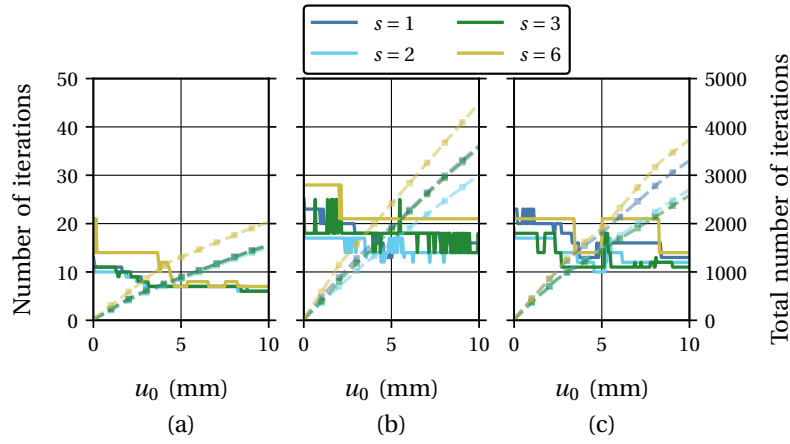 s = 1
s = 3
s = 2
s = 6
Number of iterations
50
40
30
20
10
0
0
5
10
u0 (mm)
(a)
0
5
10
u0 (mm)
(b)
0
5
10
u0 (mm)
(c)
5000
4000
3000
2000
1000
0
Total number of iterations